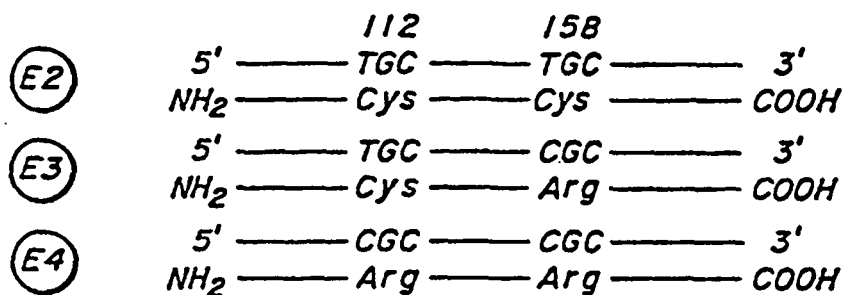 112 158
E2 5' TGC TGC 3'
NH2 Cys Cys COOH
E3 5' TGC CGC 3'
NH2 Cys Arg COOH
E4 5' CGC CGC 3'
NH2 Arg Arg COOH